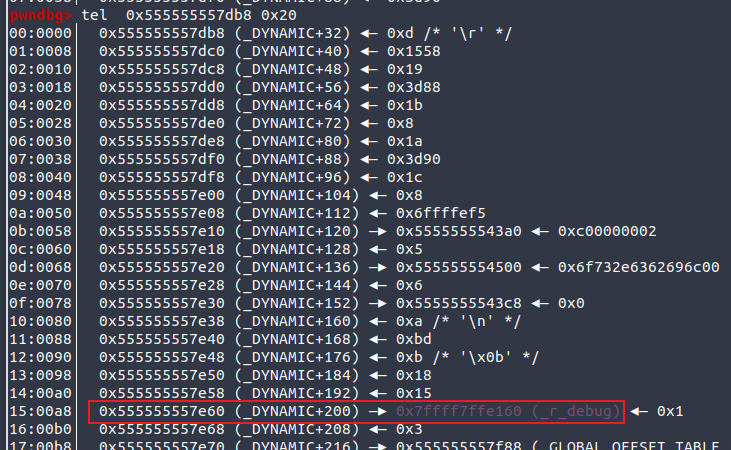 pwndbg> tel 0x555555557db8 0x20
00:0000 0x555555557db8 (_DYNAMIC+32) ◂— 0xd /* '\r' */
01:0008 0x555555557dc0 (_DYNAMIC+40) ◂— 0x1558
02:0010 0x555555557dc8 (_DYNAMIC+48) ◂— 0x19
03:0018 0x555555557dd0 (_DYNAMIC+56) ◂— 0x3d88
04:0020 0x555555557dd8 (_DYNAMIC+64) ◂— 0x1b
05:0028 0x555555557de0 (_DYNAMIC+72) ◂— 0x8
06:0030 0x555555557de8 (_DYNAMIC+80) ◂— 0x1a
07:0038 0x555555557df0 (_DYNAMIC+88) ◂— 0x3d90
08:0040 0x555555557df8 (_DYNAMIC+96) ◂— 0x1c
09:0048 0x555555557e00 (_DYNAMIC+104) ◂— 0x8
0a:0050 0x555555557e08 (_DYNAMIC+112) ◂— 0x6ffffef5
0b:0058 0x555555557e10 (_DYNAMIC+120) —▸ 0x5555555543a0 ◂— 0xc00000002
0c:0060 0x555555557e18 (_DYNAMIC+128) ◂— 0x5
0d:0068 0x555555557e20 (_DYNAMIC+136) —▸ 0x555555554500 ◂— 0x6f732e6362696c00
0e:0070 0x555555557e28 (_DYNAMIC+144) ◂— 0x6
0f:0078 0x555555557e30 (_DYNAMIC+152) —▸ 0x5555555543c8 ◂— 0x0
10:0080 0x555555557e38 (_DYNAMIC+160) ◂— 0xa /* '\n' */
11:0088 0x555555557e40 (_DYNAMIC+168) ◂— 0xbd
12:0090 0x555555557e48 (_DYNAMIC+176) ◂— 0xb /* '\x0b' */
13:0098 0x555555557e50 (_DYNAMIC+184) ◂— 0x18
14:00a0 0x555555557e58 (_DYNAMIC+192) ◂— 0x15
15:00a8 0x555555557e60 (_DYNAMIC+200) —▸ 0x7ffff7ffe160 (_r_debug) ◂— 0x1
16:00b0 0x555555557e68 (_DYNAMIC+208) ◂— 0x3
17:00b8 0x555555557e70 (_DYNAMIC+216) —▸ 0x555555557f88 (_GLOBAL_OFFSET_TABLE_